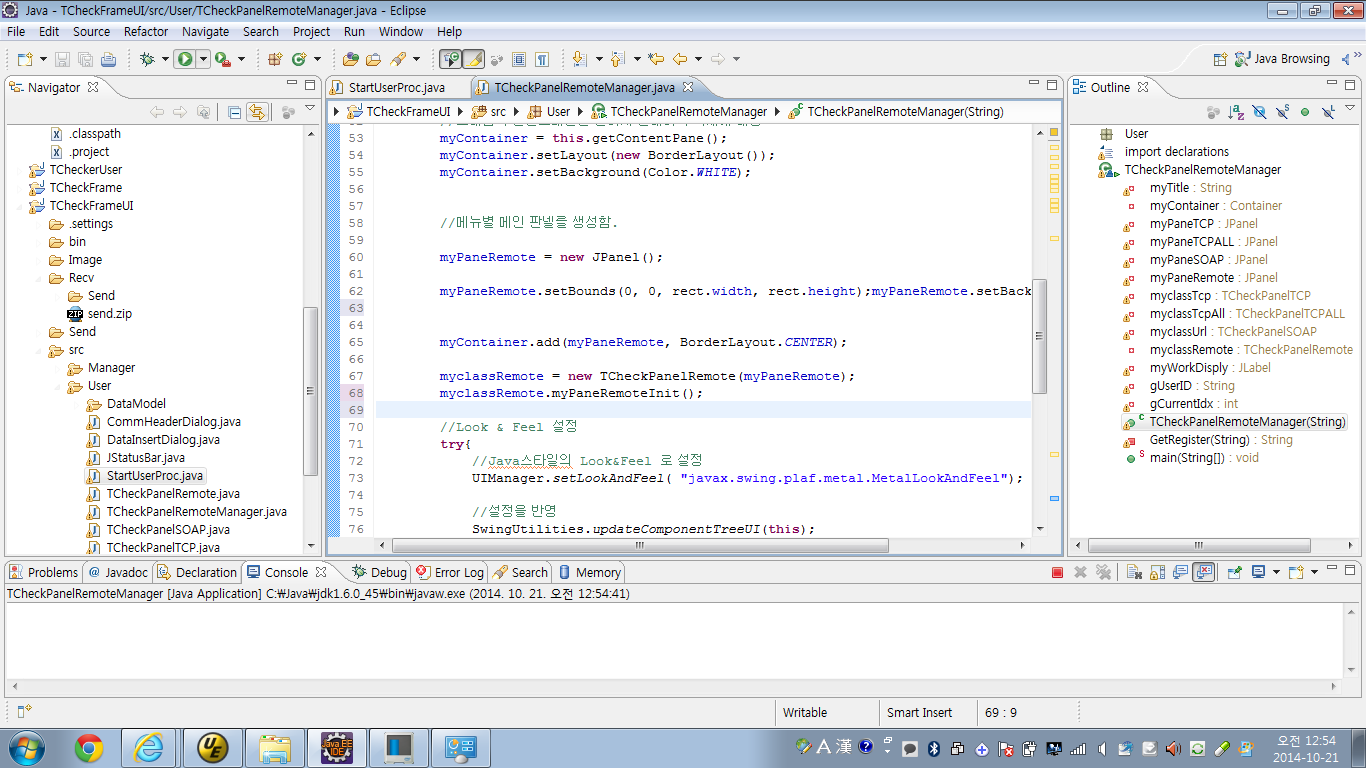 Java - TCheckFrameUI/src/User/TCheckPanelRemoteManager.java - Eclipse
File Edit Source Refactor Navigate Search Project Run Window Help
Java Browsing
Navigator
.classpath
.project
TCheckerUser
TCheckFrame
TCheckFrameUI
.settings
bin
Image
Recv
Send
send.zip
Send
src
Manager
User
DataModel
CommHeaderDialog.java
DataInsertDialog.java
JStatusBar.java
StartUserProc.java
TCheckPanelRemote.java
TCheckPanelRemoteManager.java
TCheckPanelSOAP.java
TCheckPanelTCP.java
StartUserProc.java TCheckPanelRemoteManager.java
TCheckFrameUI src User TCheckPanelRemoteManager TCheckPanelRemoteManager(String)
53 myContainer = this.getContentPane();
54 myContainer.setLayout(new BorderLayout());
55 myContainer.setBackground(Color.WHITE);
56
57
58 //메뉴별 메인 판넬를 생성함.
59
60 myPaneRemote = new JPanel();
61
62 myPaneRemote.setBounds(0, 0, rect.width, rect.height);myPaneRemote.setBack
63
64
65 myContainer.add(myPaneRemote, BorderLayout.CENTER);
66
67 myclassRemote = new TCheckPanelRemote(myPaneRemote);
68 myclassRemote.myPaneRemoteInit();
69
70 //Look & Feel 설정
71 try{
72 //Java스타일의 Look&Feel 로 설정
73 UIManager.setLookAndFeel( "javax.swing.plaf.metal.MetalLookAndFeel");
74
75 //설정을 반영
76 SwingUtilities.updateComponentTreeUI(this);
Outline
User
import declarations
TCheckPanelRemoteManager
myTitle : String
myContainer : Container
myPaneTCP : JPanel
myPaneTCPALL : JPanel
myPaneSOAP : JPanel
myPaneRemote : JPanel
myclassTcp : TCheckPanelTCP
myclassTcpAll : TCheckPanelTCPALL
myclassUrl : TCheckPanelSOAP
myclassRemote : TCheckPanelRemote
myWorkDisply : JLabel
gUserID : String
gCurrentIdx : int
TCheckPanelRemoteManager(String)
GetRegister(String) : String
main(String[]) : void
Problems Javadoc Declaration Console Debug Error Log Search Memory
TCheckPanelRemoteManager [Java Application] C:₩Java₩jdk1.6.0_45₩bin₩javaw.exe (2014. 10. 21. 오전 12:54:41)
Writable Smart Insert 69 : 9
Java EE IDE
A 漢
오전 12:54
2014-10-21